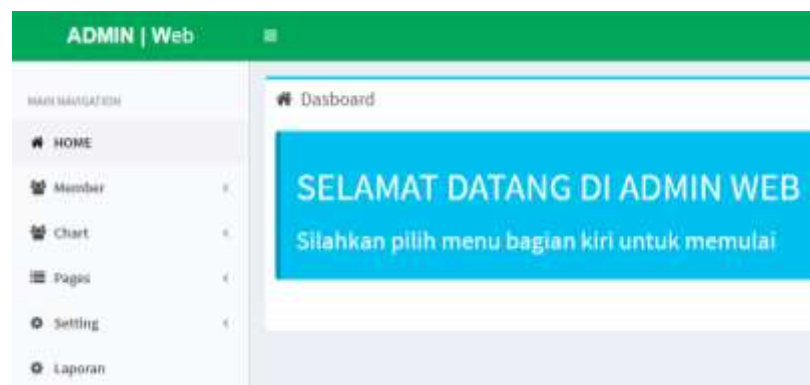 ADMIN | Web
MAIN NAVIGATION
Dasboard
HOME
SELAMAT DATANG DI ADMIN WEB
Member
Silahkan pilih menu bagian kiri untuk memulai
Chart
Pages
Setting
Laporan